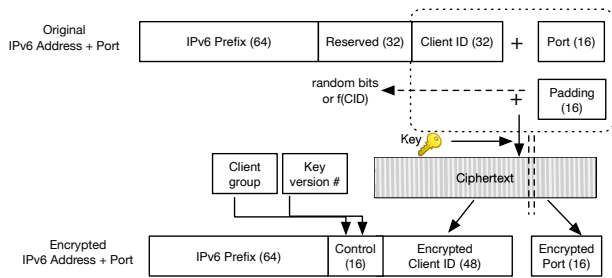 Original
IPv6 Address + Port
IPv6 Prefix (64)
Reserved (32)
Client ID (32)
+
Port (16)
random bits
or f(CID)
+
Padding
(16)
Key
Client
group
Key
version #
Ciphertext
Encrypted
IPv6 Address + Port
IPv6 Prefix (64)
Control
(16)
Encrypted
Client ID (48)
Encrypted
Port (16)